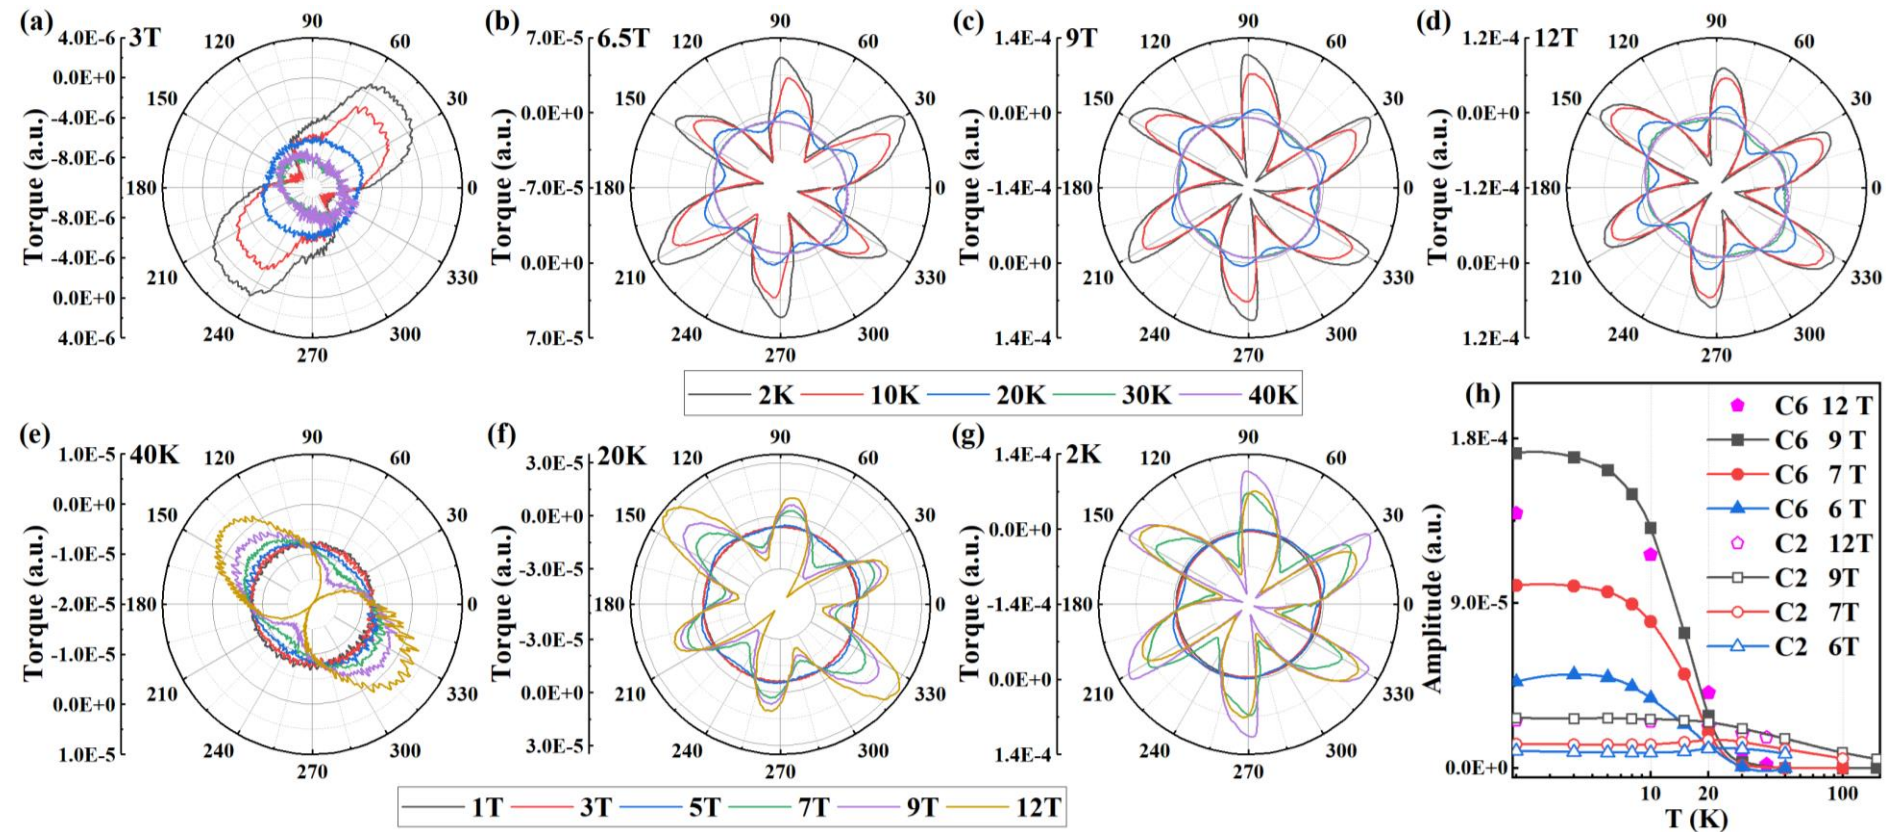 (a)
3T
4.0E-6
0.0E+0
-4.0E-6
-8.0E-6
-8.0E-6
-4.0E-6
0.0E+0
4.0E-6
Torque (a.u.)
90
120
60
150
30
180
0
210
330
240
300
270
(b)
6.5T
7.0E-5
0.0E+0
-7.0E-5
0.0E+0
7.0E-5
Torque (a.u.)
90
120
60
150
30
180
0
210
330
240
300
270
(c)
9T
1.4E-4
0.0E+0
-1.4E-4
0.0E+0
1.4E-4
Torque (a.u.)
90
120
60
150
30
180
0
210
330
240
300
270
(d)
12T
1.2E-4
0.0E+0
-1.2E-4
0.0E+0
1.2E-4
Torque (a.u.)
90
120
60
150
30
180
0
210
330
240
300
270
2K 10K 20K 30K 40K
(e)
40K
1.0E-5
0.0E+0
-1.0E-5
-2.0E-5
-1.0E-5
0.0E+0
1.0E-5
Torque (a.u.)
90
120
60
150
30
180
0
210
330
240
300
270
(f)
20K
3.0E-5
0.0E+0
-3.0E-5
-3.0E-5
0.0E+0
3.0E-5
Torque (a.u.)
90
120
60
150
30
180
0
210
330
240
300
270
(g)
2K
1.4E-4
0.0E+0
-1.4E-4
0.0E+0
1.4E-4
Torque (a.u.)
90
120
60
150
30
180
0
210
330
240
300
270
1T 3T 5T 7T 9T 12T
(h)
C6 12 T
C6 9 T
C6 7 T
C6 6 T
C2 12T
C2 9T
C2 7T
C2 6T
1.8E-4
9.0E-5
0.0E+0
Amplitude (a.u.)
10 20 100
T (K)